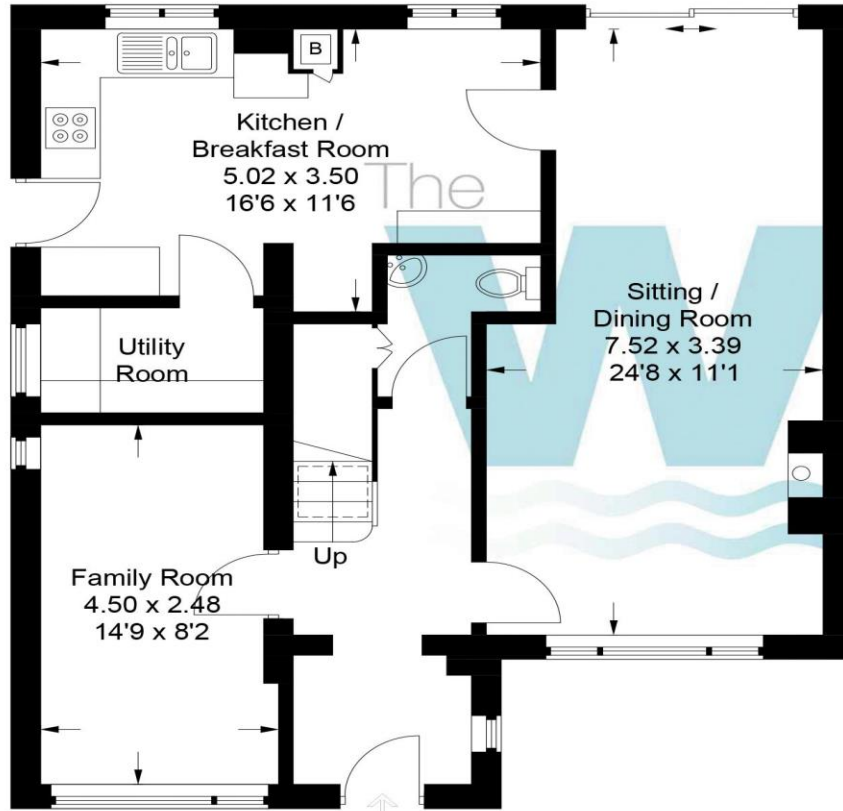 B
Kitchen /
Breakfast Room
5.02 x 3.50
16'6 x 11'6
The
W
Sitting /
Dining Room
7.52 x 3.39
24'8 x 11'1
Utility
Room
Up
Family Room
4.50 x 2.48
14'9 x 8'2